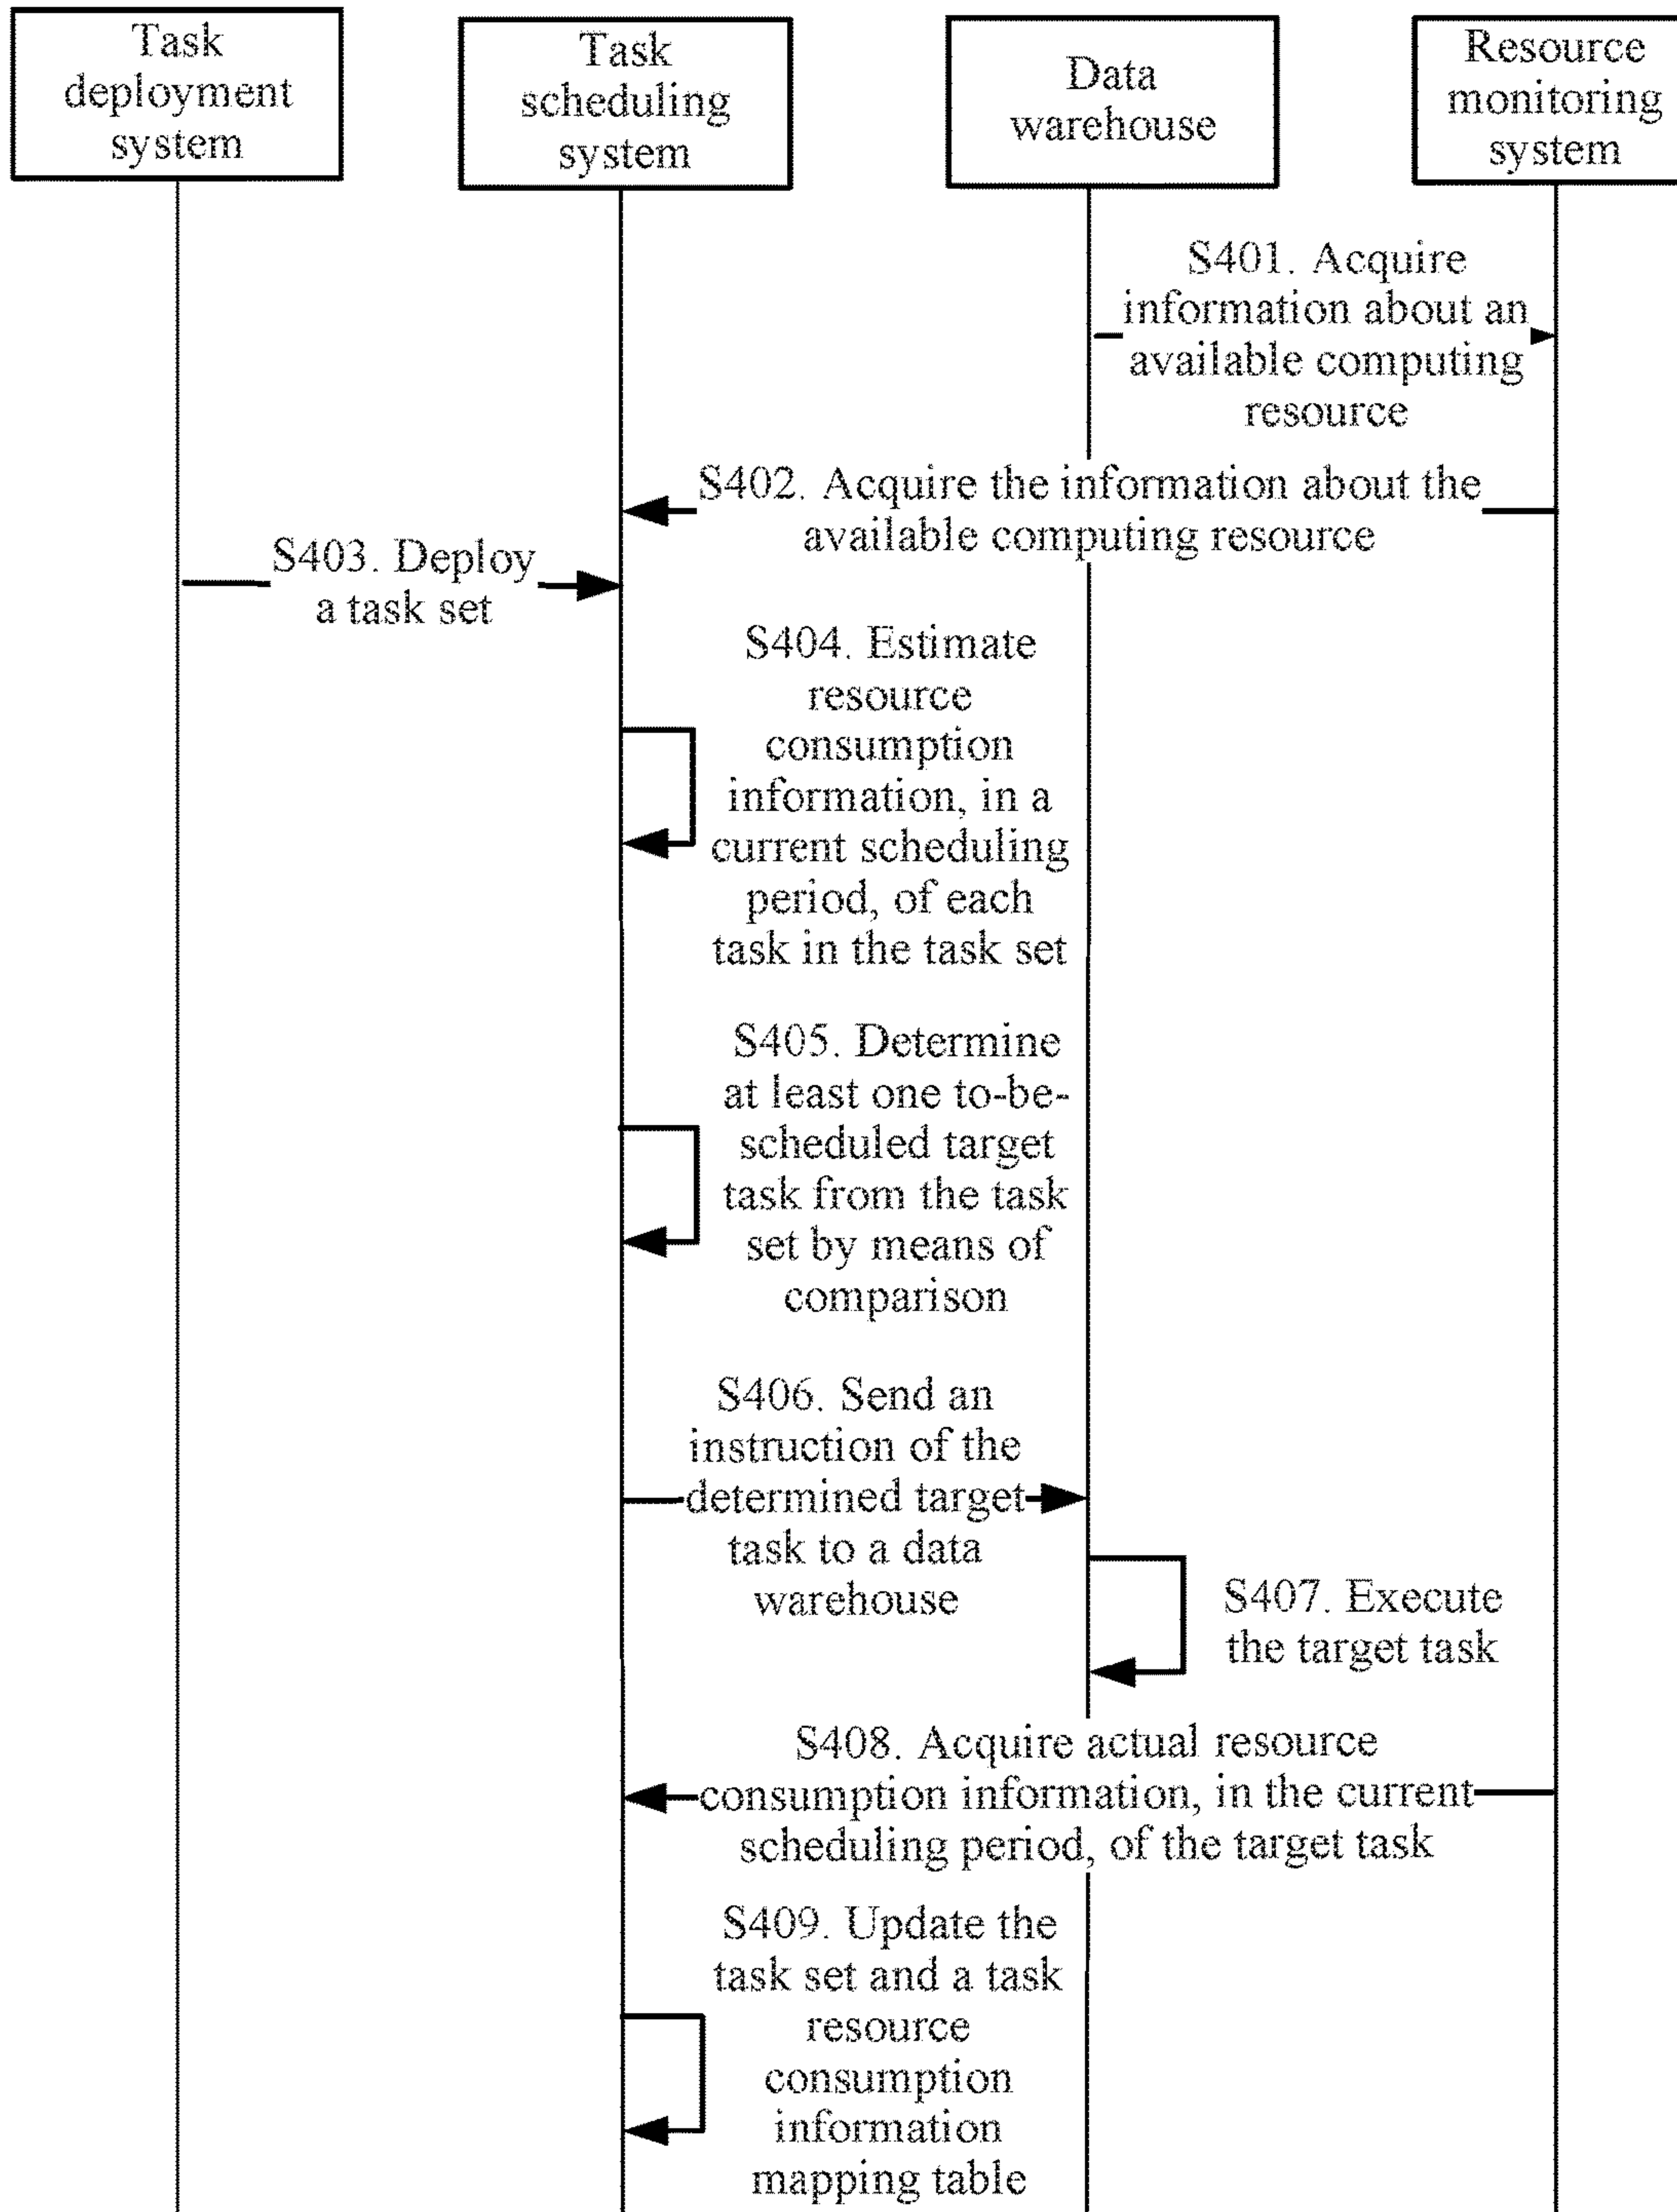 Task
deployment
system
Task
scheduling
system
Data
warehouse
Resource
monitoring
system
S401. Acquire
information about an
available computing
resource
S402. Acquire the information about the
available computing resource
S403. Deploy
a task set
S404. Estimate
resource
consumption
information, in a
current scheduling
period, of each
task in the task set
S405. Determine
at least one to-be-
scheduled target
task from the task
set by means of
comparison
S406. Send an
instruction of the
determined target
task to a data
warehouse
S407. Execute
the target task
S408. Acquire actual resource
consumption information, in the current
scheduling period, of the target task
S409. Update the
task set and a task
resource
consumption
information
mapping table